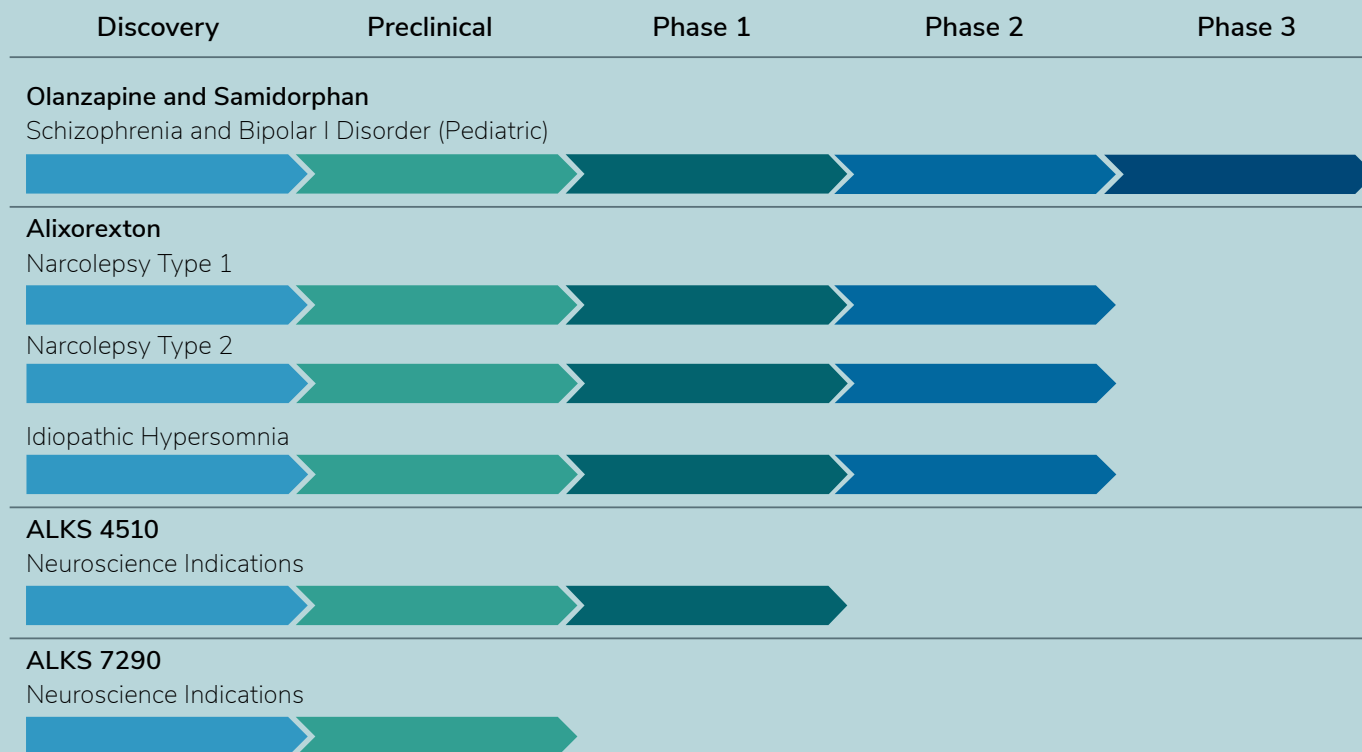 Discovery Preclinical Phase 1 Phase 2 Phase 3
Olanzapine and Samidorphan
Schizophrenia and Bipolar I Disorder (Pediatric)
Alixorexton
Narcolepsy Type 1
Narcolepsy Type 2
Idiopathic Hypersomnia
ALKS 4510
Neuroscience Indications
ALKS 7290
Neuroscience Indications